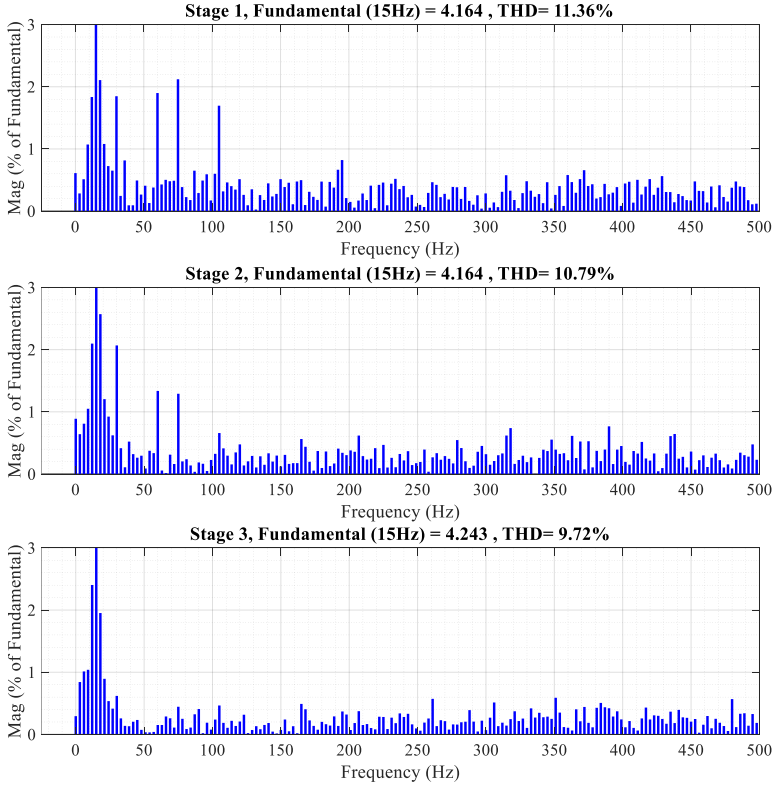 Stage 1, Fundamental (15Hz) = 4.164 , THD= 11.36%
Mag (% of Fundamental)
3
2
1
0
0 50 100 150 200 250 300 350 400 450 500
Frequency (Hz)
Stage 2, Fundamental (15Hz) = 4.164 , THD= 10.79%
Mag (% of Fundamental)
3
2
1
0
0 50 100 150 200 250 300 350 400 450 500
Frequency (Hz)
Stage 3, Fundamental (15Hz) = 4.243 , THD= 9.72%
Mag (% of Fundamental)
3
2
1
0
0 50 100 150 200 250 300 350 400 450 500
Frequency (Hz)